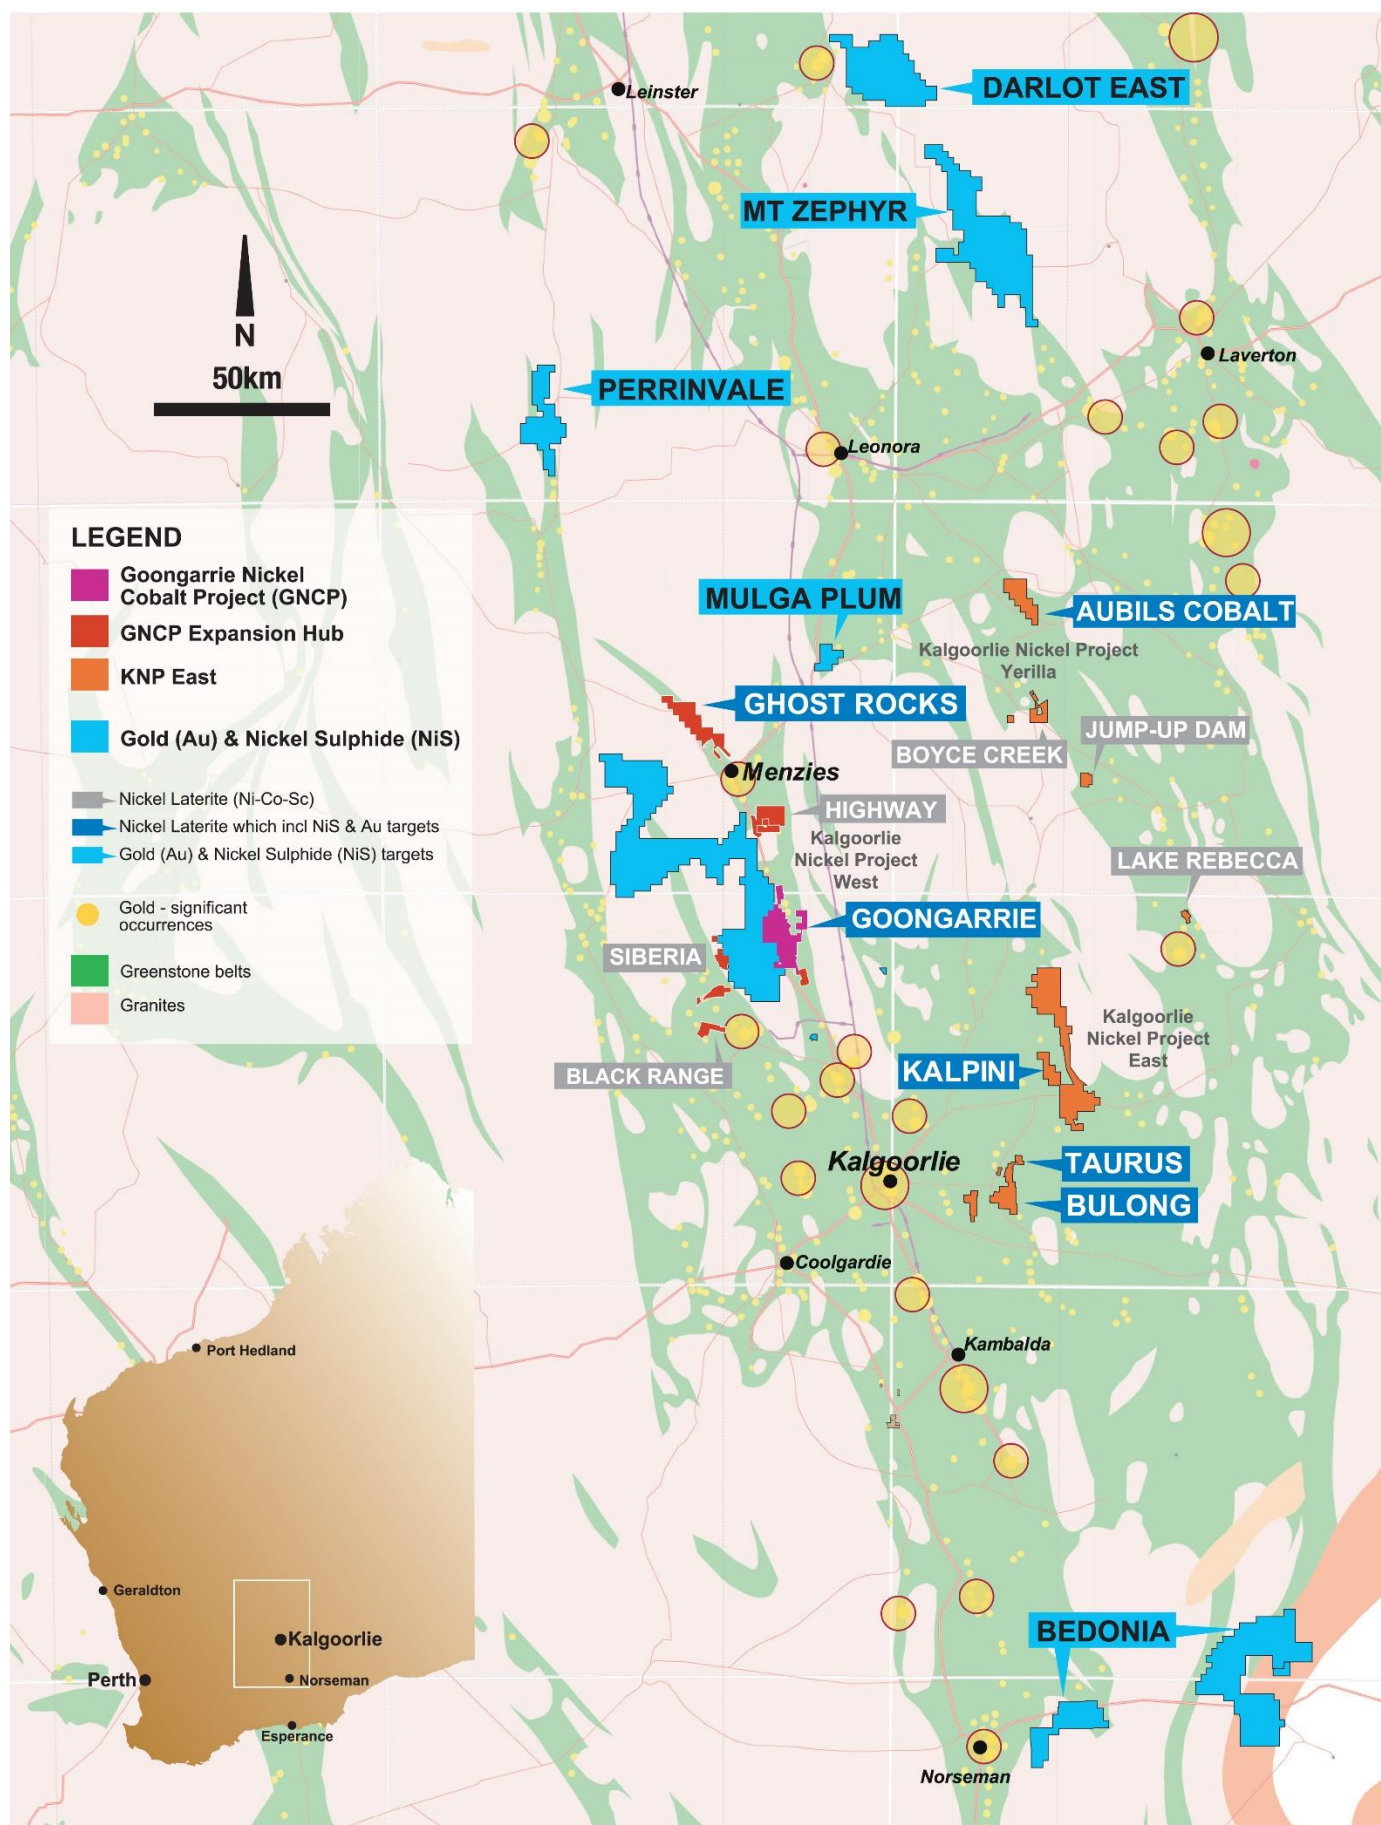 Leinster
DARLOT EAST
MT ZEPHYR
N
50km
PERRINVALE
Laverton
Leonora
LEGEND
Goongarrie Nickel
Cobalt Project (GNCP)
GNCP Expansion Hub
KNP East
Gold (Au) & Nickel Sulphide (NiS)
Nickel Laterite (Ni-Co-Sc)
Nickel Laterite which incl NiS & Au targets
Gold (Au) & Nickel Sulphide (NiS) targets
Gold - significant
occurrences
Greenstone belts
Granites
MULGA PLUM
AUBILS COBALT
Kalgoorlie Nickel Project
Yerilla
GHOST ROCKS
JUMP-UP DAM
BOYCE CREEK
Menzies
HIGHWAY
Kalgoorlie
Nickel Project
West
LAKE REBECCA
GOONGARRIE
SIBERIA
Kalgoorlie
Nickel Project
East
KALPINI
BLACK RANGE
Kalgoorlie
TAURUS
BULONG
Coolgardie
Kambalda
Port Hedland
Geraldton
Kalgoorlie
Perth
Norseman
Esperance
BEDONIA
Norseman